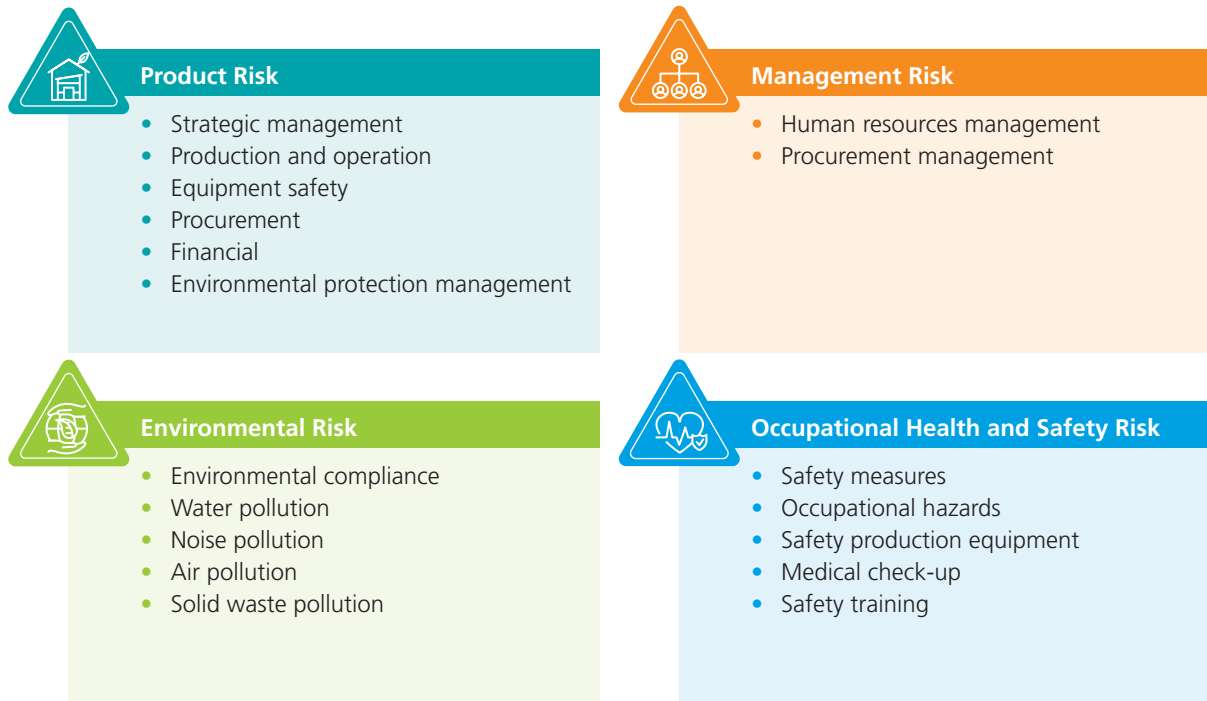 Product Risk
• Strategic management
• Production and operation
• Equipment safety
• Procurement
• Financial
• Environmental protection management
Management Risk
• Human resources management
• Procurement management
Environmental Risk
• Environmental compliance
• Water pollution
• Noise pollution
• Air pollution
• Solid waste pollution
Occupational Health and Safety Risk
• Safety measures
• Occupational hazards
• Safety production equipment
• Medical check-up
• Safety training